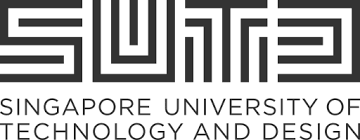 SUTD
SINGAPORE UNIVERSITY OF
TECHNOLOGY AND DESIGN